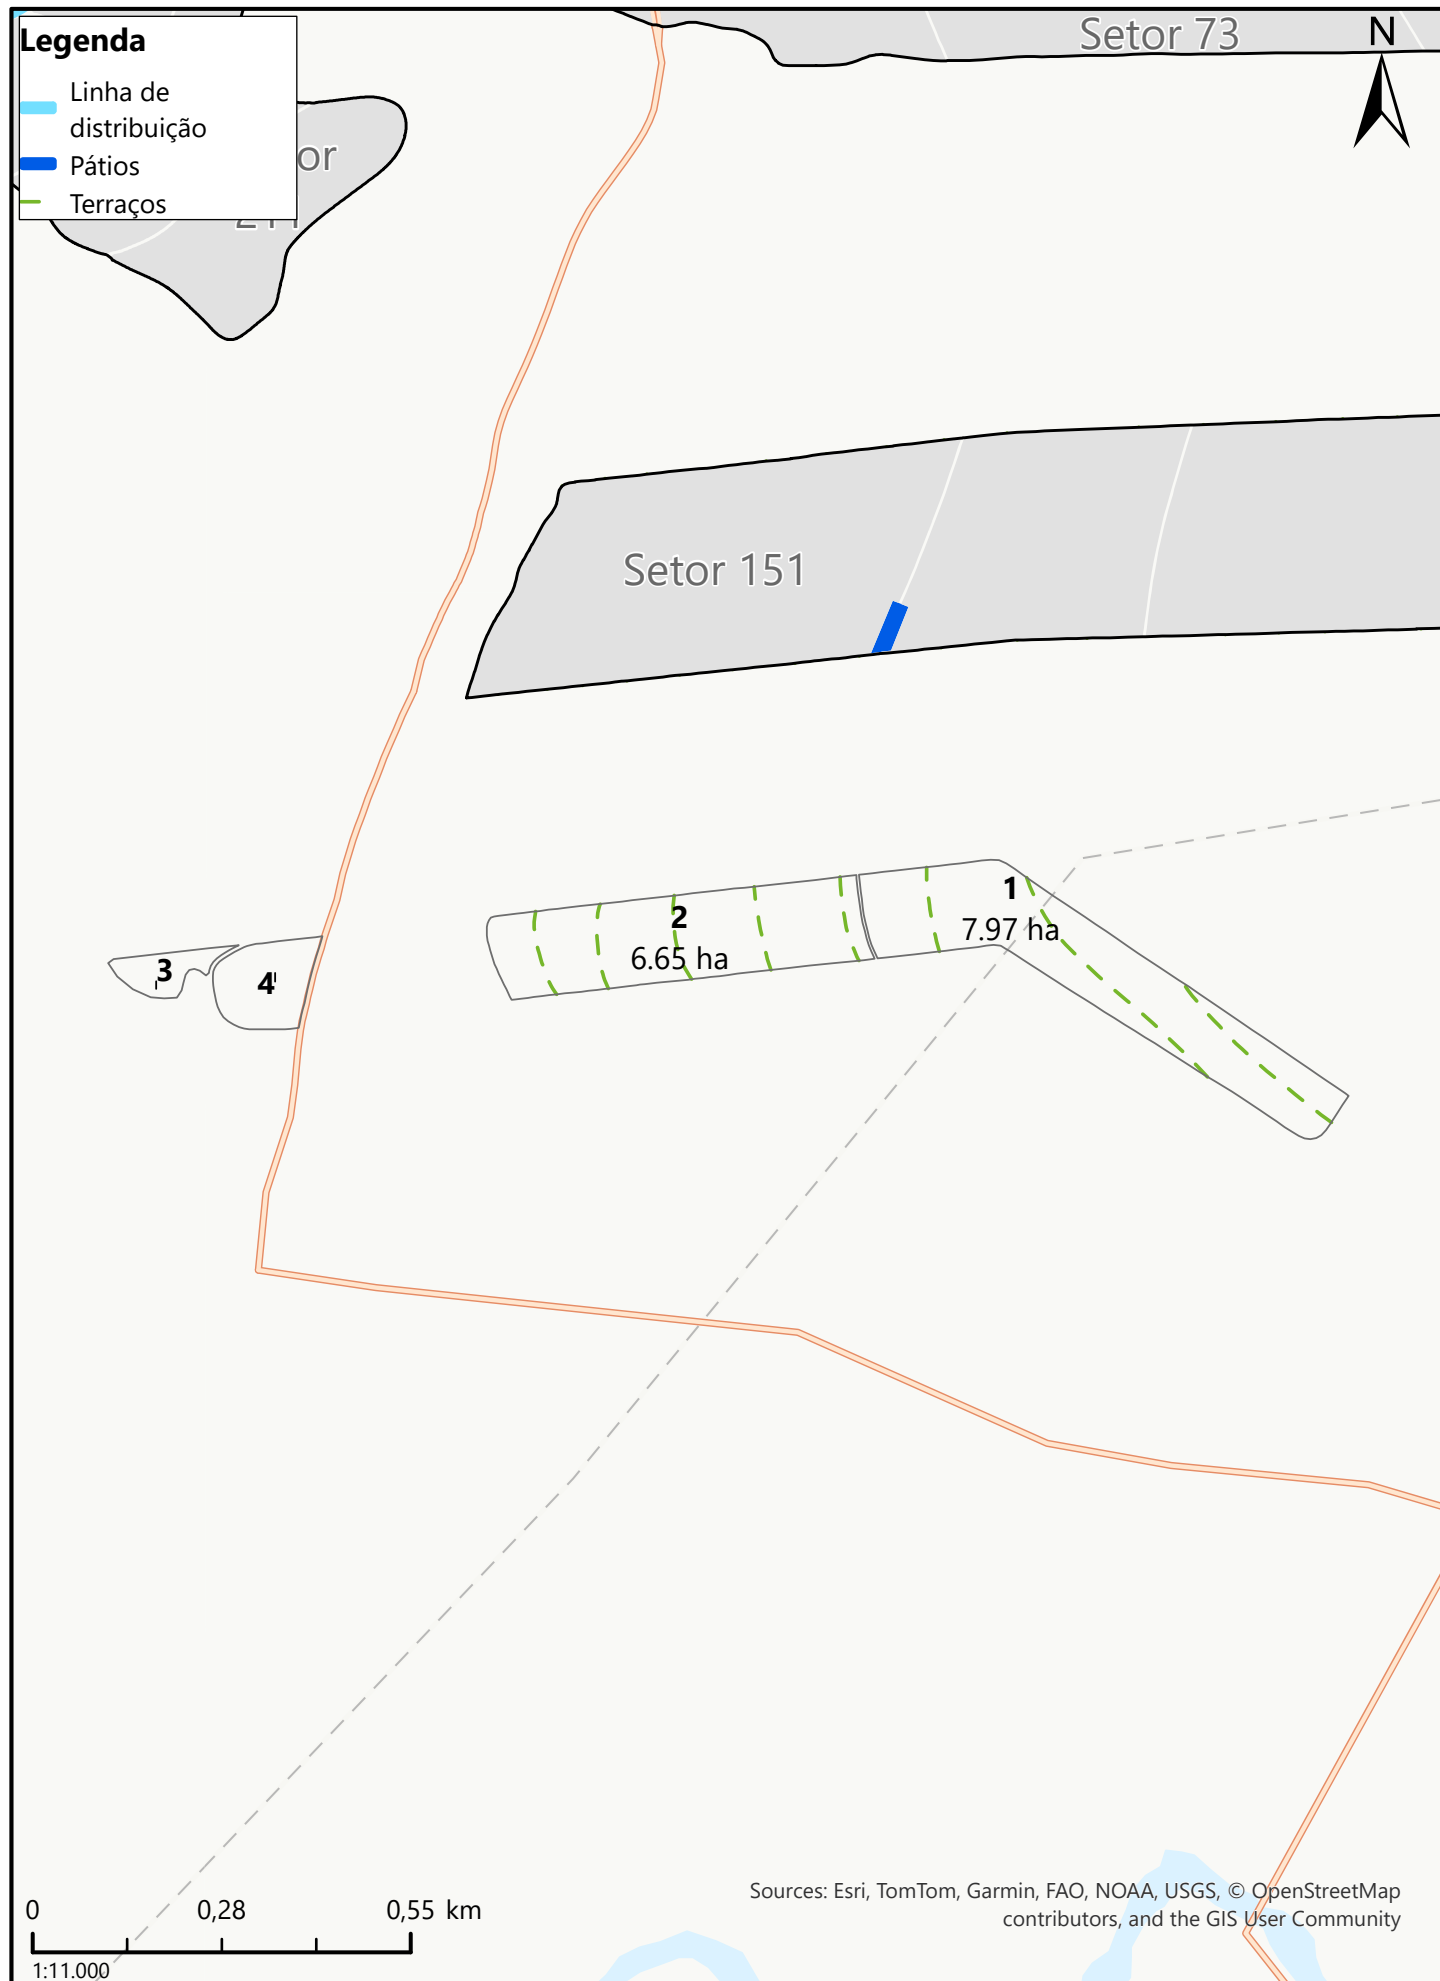 Legenda
Linha de
distribuição
Pátios
Terraços
Setor 73
N
Setor 151
1
7.97 ha
2
6.65 ha
3
4
0 0,28 0,55 km
1:11.000
Sources: Esri, TomTom, Garmin, FAO, NOAA, USGS, © OpenStreetMap
contributors, and the GIS User Community